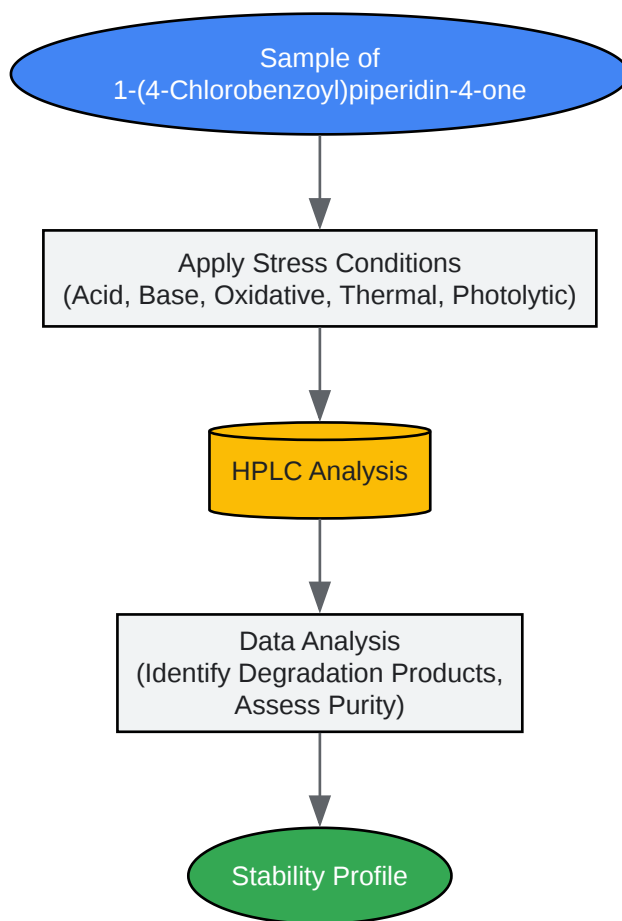 Sample of
1-(4-Chlorobenzoyl)piperidin-4-one
Apply Stress Conditions
(Acid, Base, Oxidative, Thermal, Photolytic)
HPLC Analysis
Data Analysis
(Identify Degradation Products,
Assess Purity)
Stability Profile